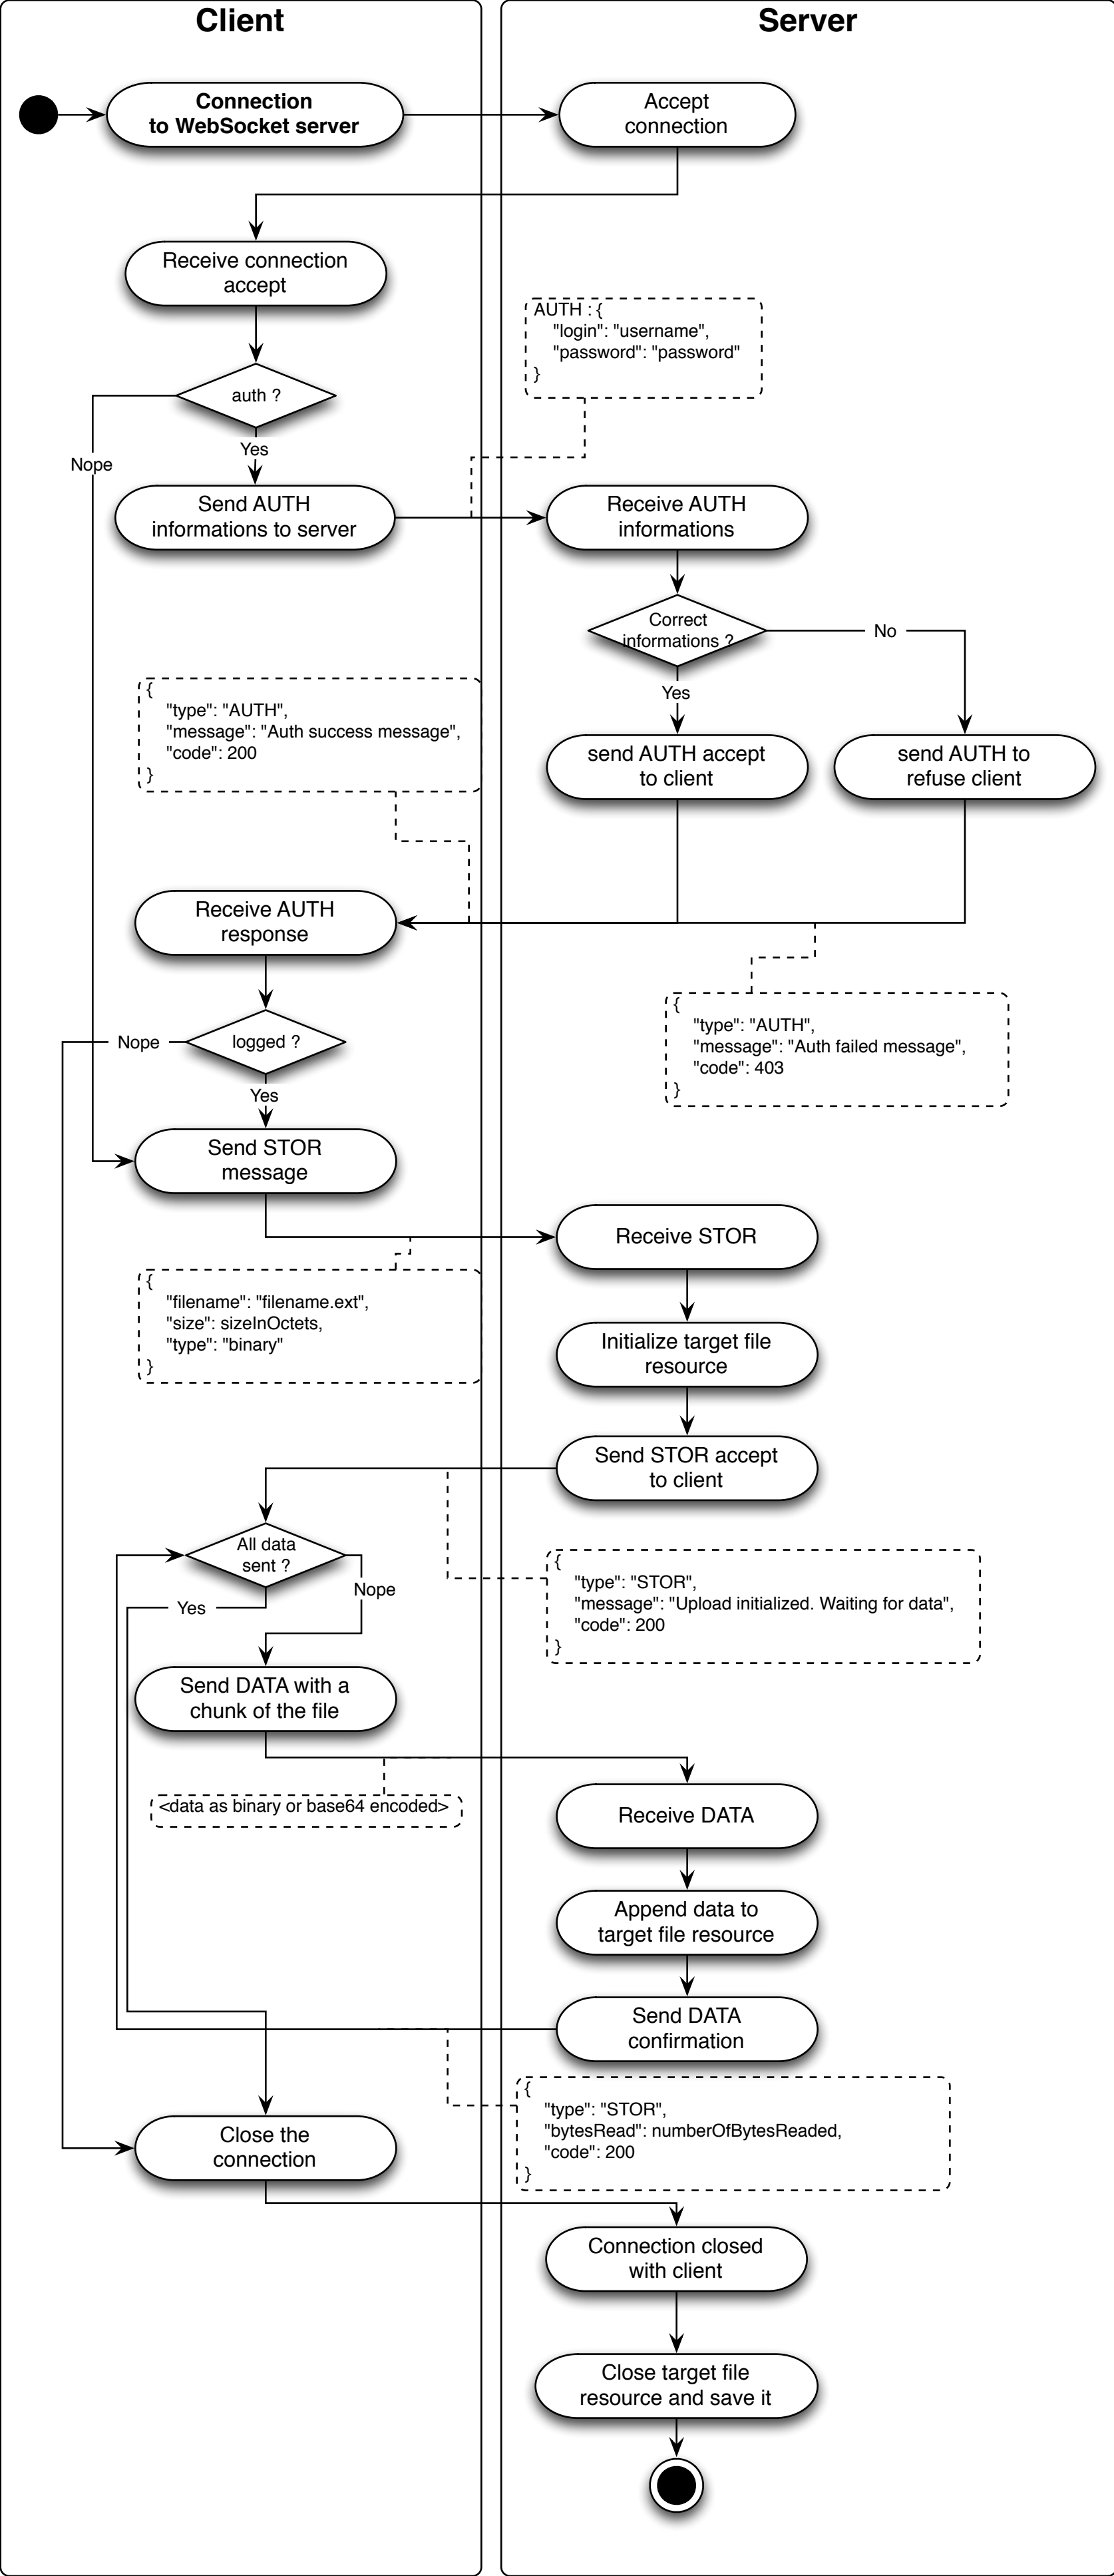 Client
Server
Connection
to WebSocket server
Accept
connection
Receive connection
accept
AUTH : {
"login": "username",
"password": "password"
}
auth ?
Nope
Yes
Send AUTH
informations to server
Receive AUTH
informations
Correct
informations ?
No
Yes
{
"type": "AUTH",
"message": "Auth success message",
"code": 200
}
send AUTH accept
to client
send AUTH to
refuse client
Receive AUTH
response
{
"type": "AUTH",
"message": "Auth failed message",
"code": 403
}
logged ?
Nope
Yes
Send STOR
message
Receive STOR
{
"filename": "filename.ext",
"size": sizeInOctets,
"type": "binary"
}
Initialize target file
resource
Send STOR accept
to client
All data
sent ?
Nope
Yes
{
"type": "STOR",
"message": "Upload initialized. Waiting for data",
"code": 200
}
Send DATA with a
chunk of the file
<data as binary or base64 encoded>
Receive DATA
Append data to
target file resource
Send DATA
confirmation
{
"type": "STOR",
"bytesRead": numberOfBytesReaded,
"code": 200
}
Close the
connection
Connection closed
with client
Close target file
resource and save it